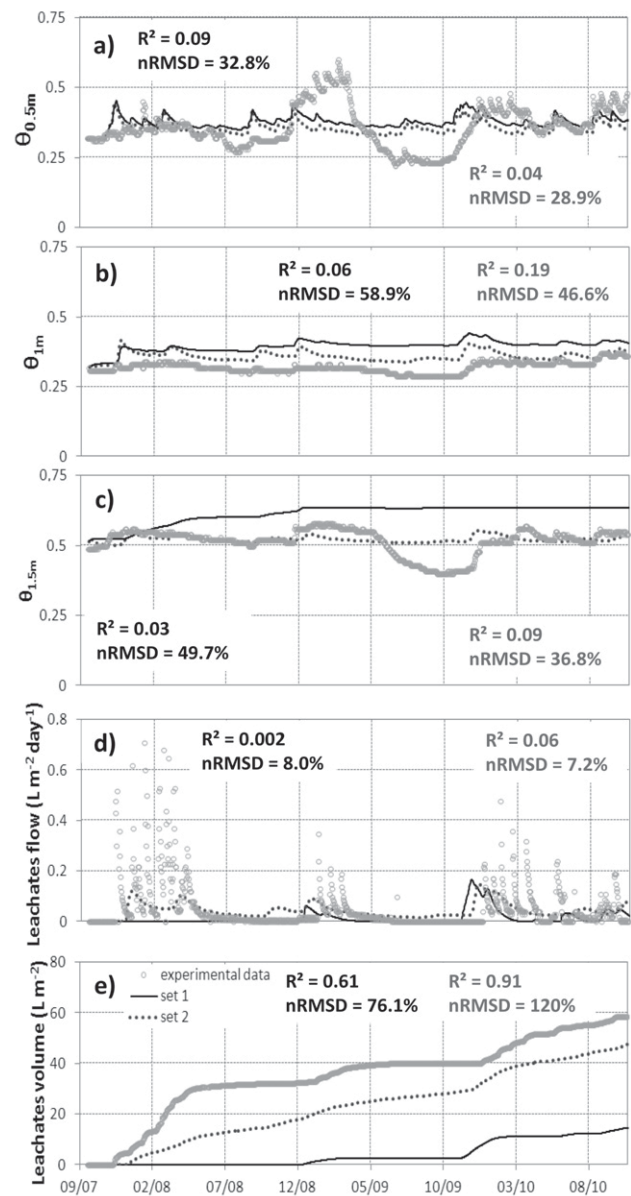 0.75
a)
R² = 0.09
nRMSD = 32.8%
0.5
θ0.5m
0.25
R² = 0.04
nRMSD = 28.9%
0
0.75
b)
R² = 0.06
nRMSD = 58.9%
R² = 0.19
nRMSD = 46.6%
0.5
θ1m
0.25
0
0.75
c)
0.5
θ1.5m
0.25
R² = 0.03
nRMSD = 49.7%
R² = 0.09
nRMSD = 36.8%
0
0.8
d)
R² = 0.002
nRMSD = 8.0%
R² = 0.06
nRMSD = 7.2%
0.6
Leachates flow (L m⁻² day⁻¹)
0.4
0.2
0
80
e)
experimental data
set 1
set 2
R² = 0.61
nRMSD = 76.1%
R² = 0.91
nRMSD = 120%
60
Leachates volume (L m⁻²)
40
20
0
09/07 02/08 07/08 12/08 05/09 10/09 03/10 08/10